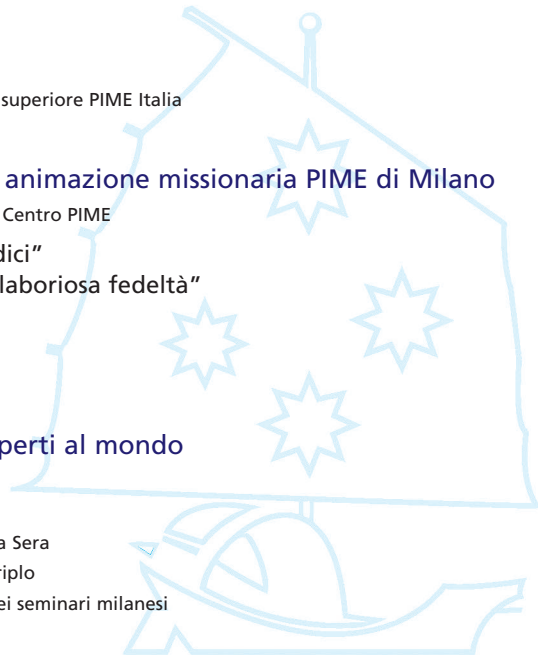 superiore PIME Italia
animazione missionaria PIME di Milano
Centro PIME
dici”
laboriosa fedeltà”
perti al mondo
a Sera
riplo
ei seminari milanesi